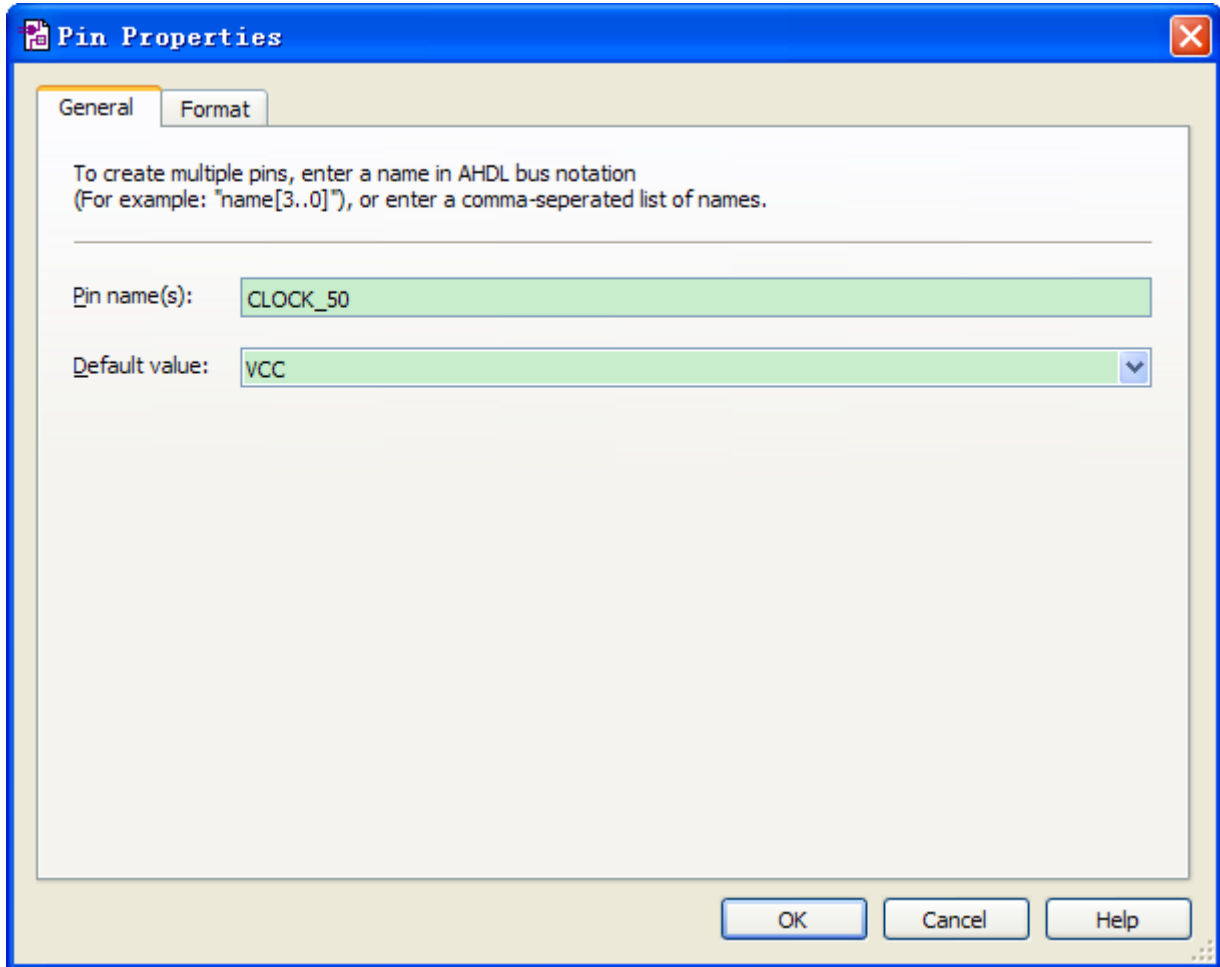 Pin Properties
General
Format
To create multiple pins, enter a name in AHDL bus notation
(For example: "name[3..0]"), or enter a comma-seperated list of names.
Pin name(s):
CLOCK_50
Default value:
VCC
OK
Cancel
Help